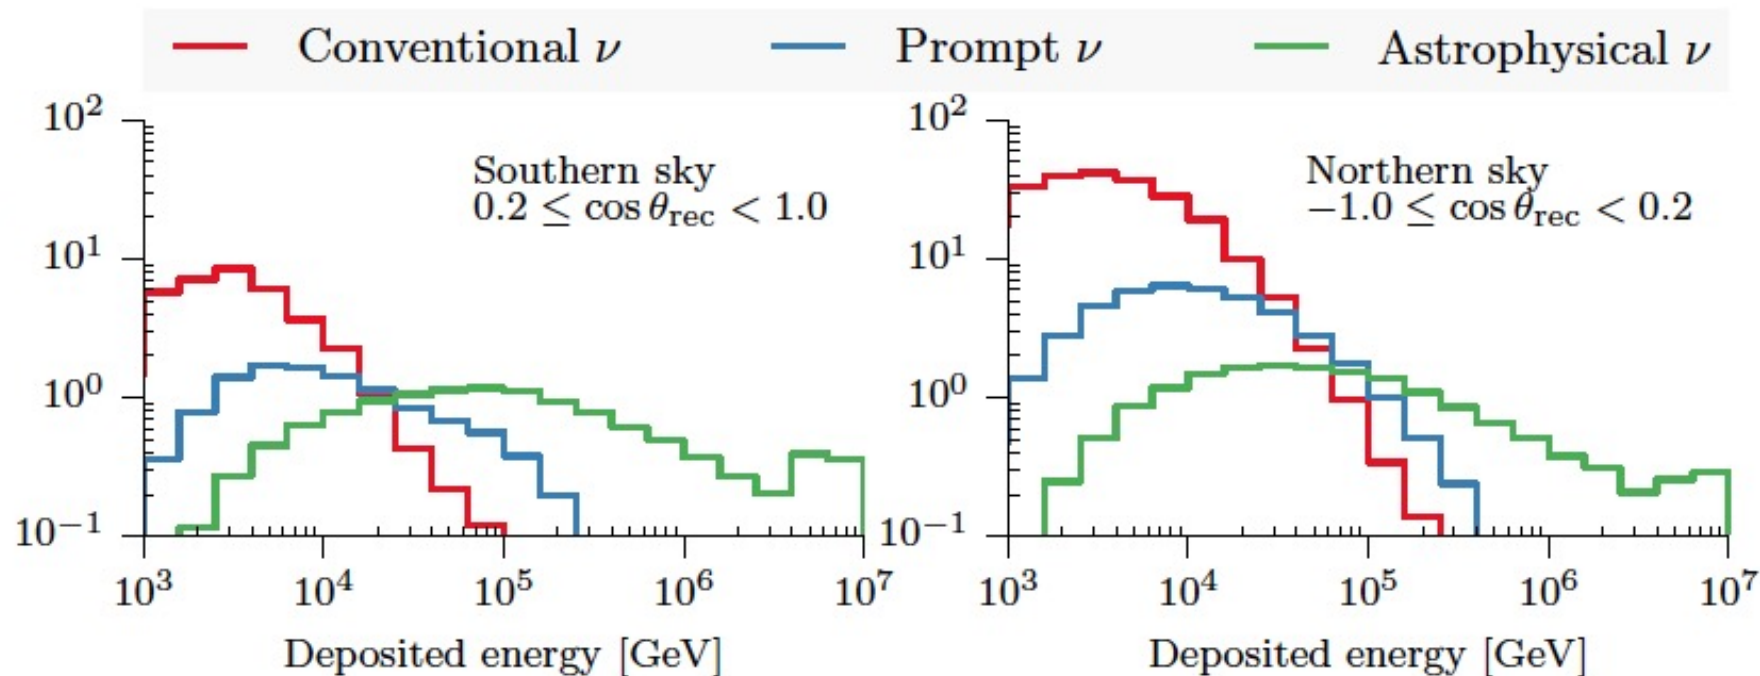 Conventional ν Prompt ν Astrophysical ν
Southern sky
0.2 ≤ cos θrec < 1.0
10²
10¹
10⁰
10⁻¹
10³ 10⁴ 10⁵ 10⁶ 10⁷
Deposited energy [GeV]
Northern sky
−1.0 ≤ cos θrec < 0.2
10²
10¹
10⁰
10⁻¹
10³ 10⁴ 10⁵ 10⁶ 10⁷
Deposited energy [GeV]